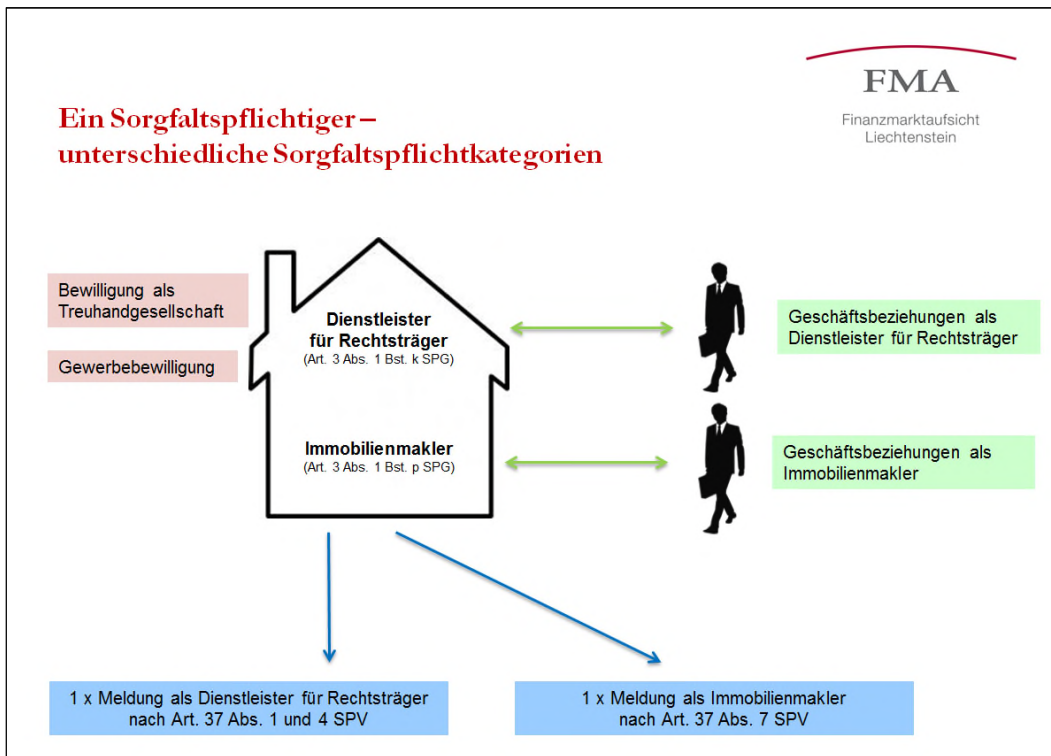 FMA
Finanzmarktaufsicht
Liechtenstein
Ein Sorgfaltspflichtiger –
unterschiedliche Sorgfaltspflichtkategorien
Bewilligung als
Treuhandgesellschaft
Gewerbebewilligung
Dienstleister
für Rechtsträger
(Art. 3 Abs. 1 Bst. k SPG)
Immobilienmakler
(Art. 3 Abs. 1 Bst. p SPG)
Geschäftsbeziehungen als
Dienstleister für Rechtsträger
Geschäftsbeziehungen als
Immobilienmakler
1 x Meldung als Dienstleister für Rechtsträger
nach Art. 37 Abs. 1 und 4 SPV
1 x Meldung als Immobilienmakler
nach Art. 37 Abs. 7 SPV